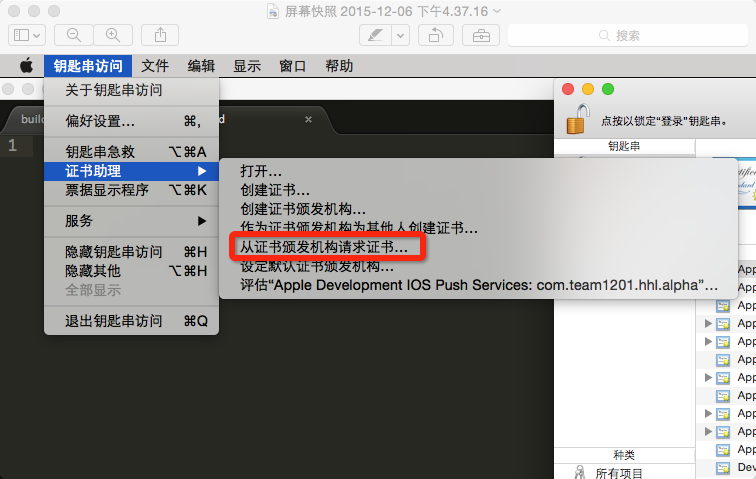 屏幕快照 2015-12-06 下午4.37.16
搜索
钥匙串访问 文件 编辑 显示 窗口 帮助
关于钥匙串访问
偏好设置... ⌘,
钥匙串急救 ⌥⌘A
证书助理
票据显示程序 ⌥⌘K
服务
隐藏钥匙串访问 ⌘H
隐藏其他 ⌥⌘H
全部显示
退出钥匙串访问 ⌘Q
打开...
创建证书...
创建证书颁发机构...
作为证书颁发机构为其他人创建证书...
从证书颁发机构请求证书...
设定默认证书颁发机构...
评估“Apple Development IOS Push Services: com.team1201.hhl.alpha”...
build
d
1
点按以锁定“登录”钥匙串。
钥匙串
App
App
App
App
App
App
App
App
App
App
App
Dev
种类
所有项目